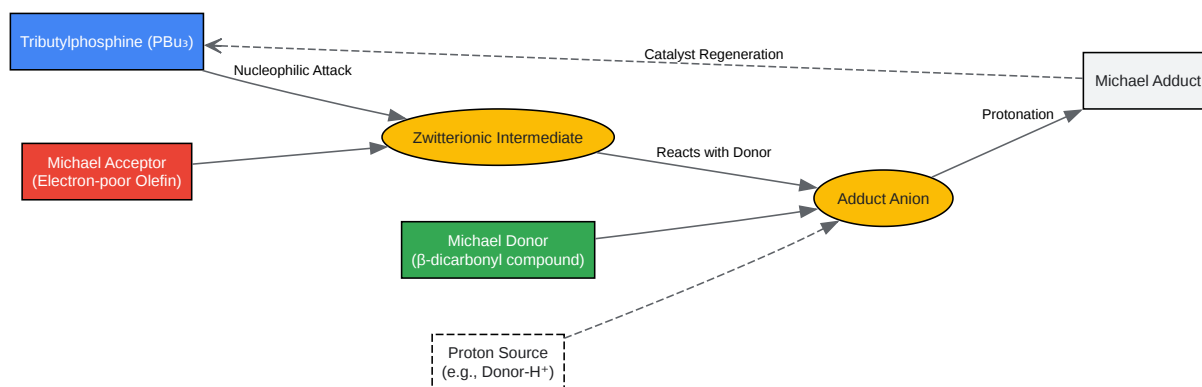 Tributylphosphine (PBu₃)
Nucleophilic Attack
Catalyst Regeneration
Michael Adduct
Protonation
Zwitterionic Intermediate
Michael Acceptor
(Electron-poor Olefin)
Reacts with Donor
Adduct Anion
Michael Donor
(β-dicarbonyl compound)
Proton Source
(e.g., Donor-H⁺)